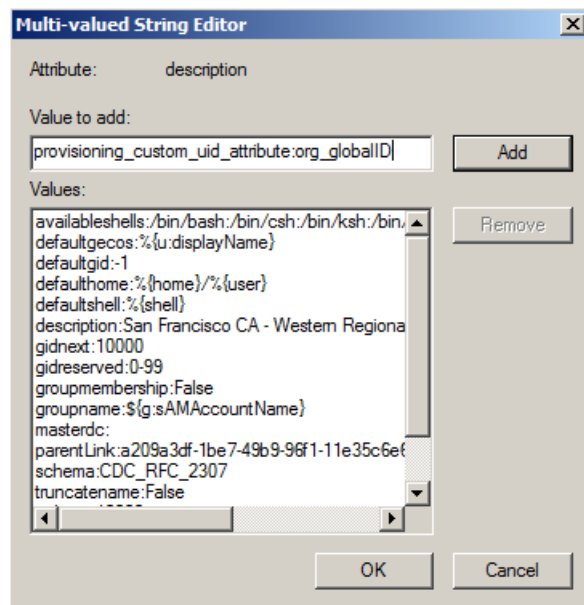 Multi-valued String Editor
Attribute: description
Value to add:
provisioning_custom_uid_attribute:org_globalID
Add
Values:
Remove
availableshells:/bin/bash:/bin/csh:/bin/ksh:/bin/
defaultgecos:%{u:displayName}
defaultgid:-1
defaulthome:%{home}/%{user}
defaultshell:%{shell}
description:San Francisco CA - Western Regiona
gidnext:10000
gidreserved:0-99
groupmembership:False
groupname:${g:sAMAccountName}
masterdc:
parentLink:a209a3df-1be7-49b9-96f1-11e35c6e6
schema:CDC_RFC_2307
truncatename:False
OK Cancel